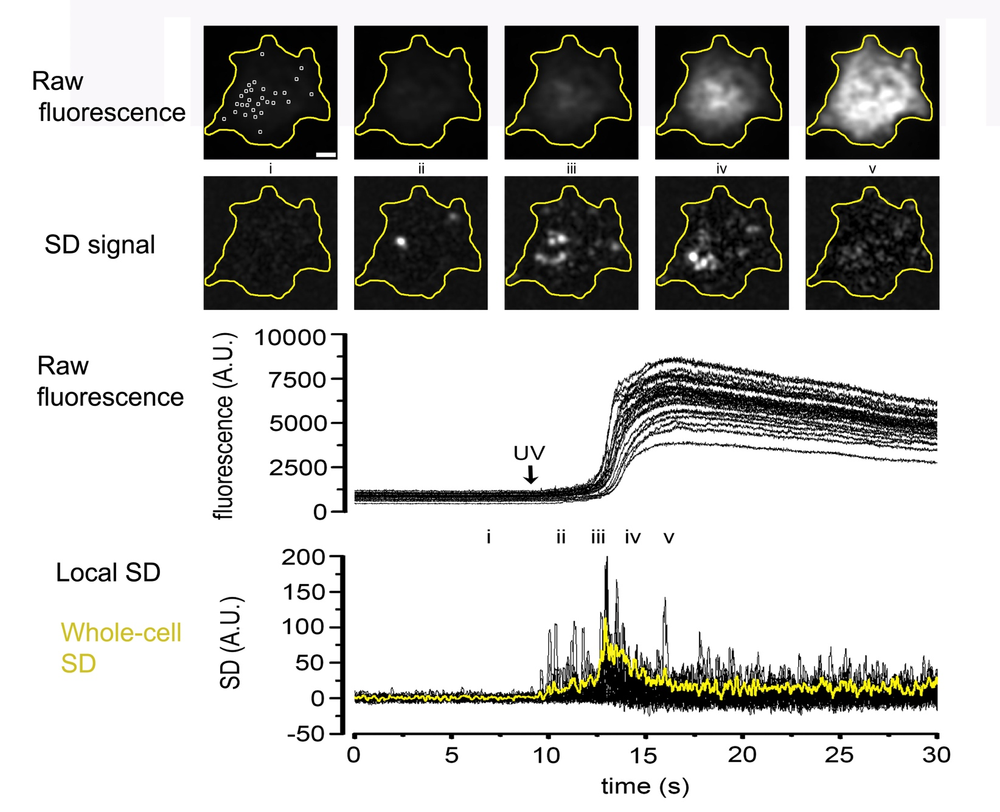 Raw
fluorescence
i ii iii iv v
SD signal
Raw
fluorescence
fluorescence (A.U.)
10000
7500
5000
2500
0
UV
i ii iii iv v
Local SD
Whole-cell
SD
SD (A.U.)
200
150
100
50
0
-50
0 5 10 15 20 25 30
time (s)